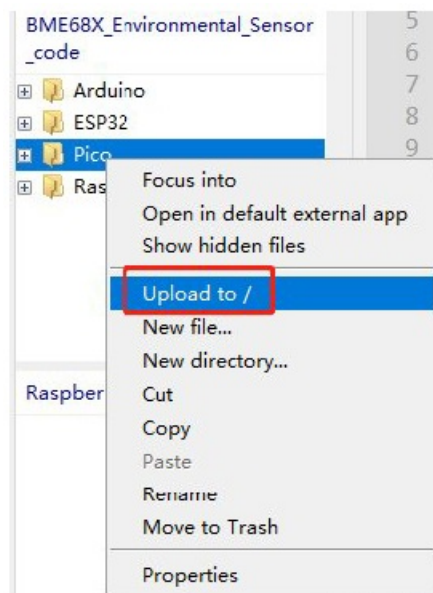 BME68X_Environmental_Sensor
_code
5
6
7
8
9
Arduino
ESP32
Pico
Ras
Focus into
Open in default external app
Show hidden files
Upload to /
New file...
New directory...
Cut
Copy
Paste
Rename
Move to Trash
Properties
Raspber